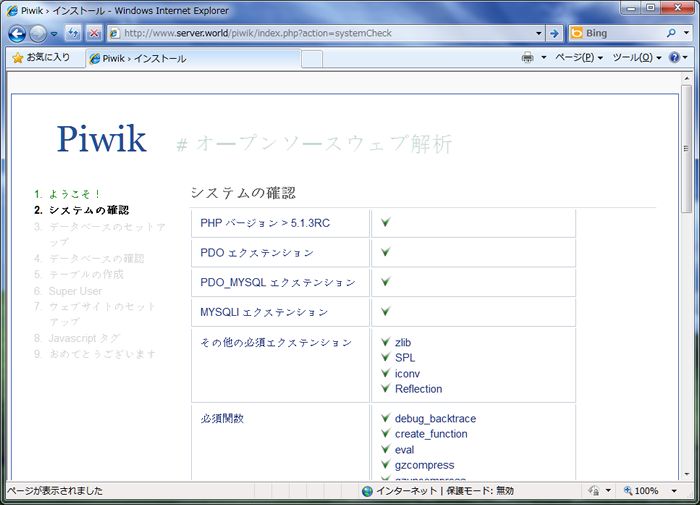 Piwik › インストール - Windows Internet Explorer
http://www.server.world/piwik/index.php?action=systemCheck
Bing
お気に入り
Piwik › インストール
ページ(P)
ツール(O)
Piwik
# オープンソースウェブ解析
1. ようこそ！
2. システムの確認
3. データベースのセットア
ップ
4. データベースの確認
5. テーブルの作成
6. Super User
7. ウェブサイトのセット
アップ
8. Javascript タグ
9. おめでとうございます
システムの確認
PHP バージョン > 5.1.3RC
PDO エクステンション
PDO_MYSQL エクステンション
MYSQLI エクステンション
その他の必須エクステンション
zlib
SPL
iconv
Reflection
必須関数
debug_backtrace
create_function
eval
gzcompress
gzuncompress
ページが表示されました
インターネット | 保護モード: 無効
100%